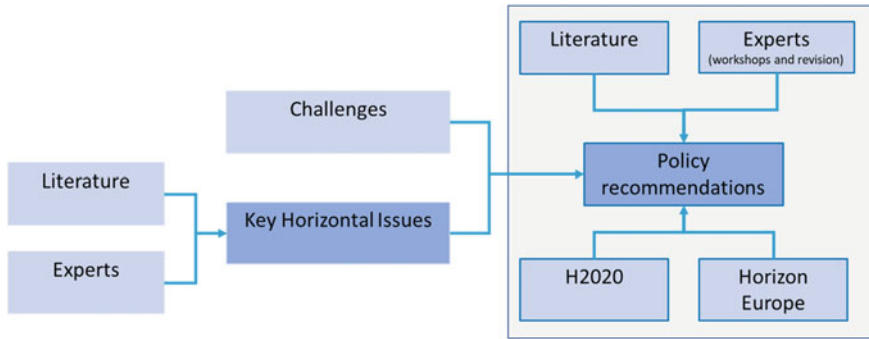 Literature
Experts
Challenges
Key Horizontal Issues
Literature
Experts
(workshops and revision)
Policy
recommendations
H2020
Horizon
Europe